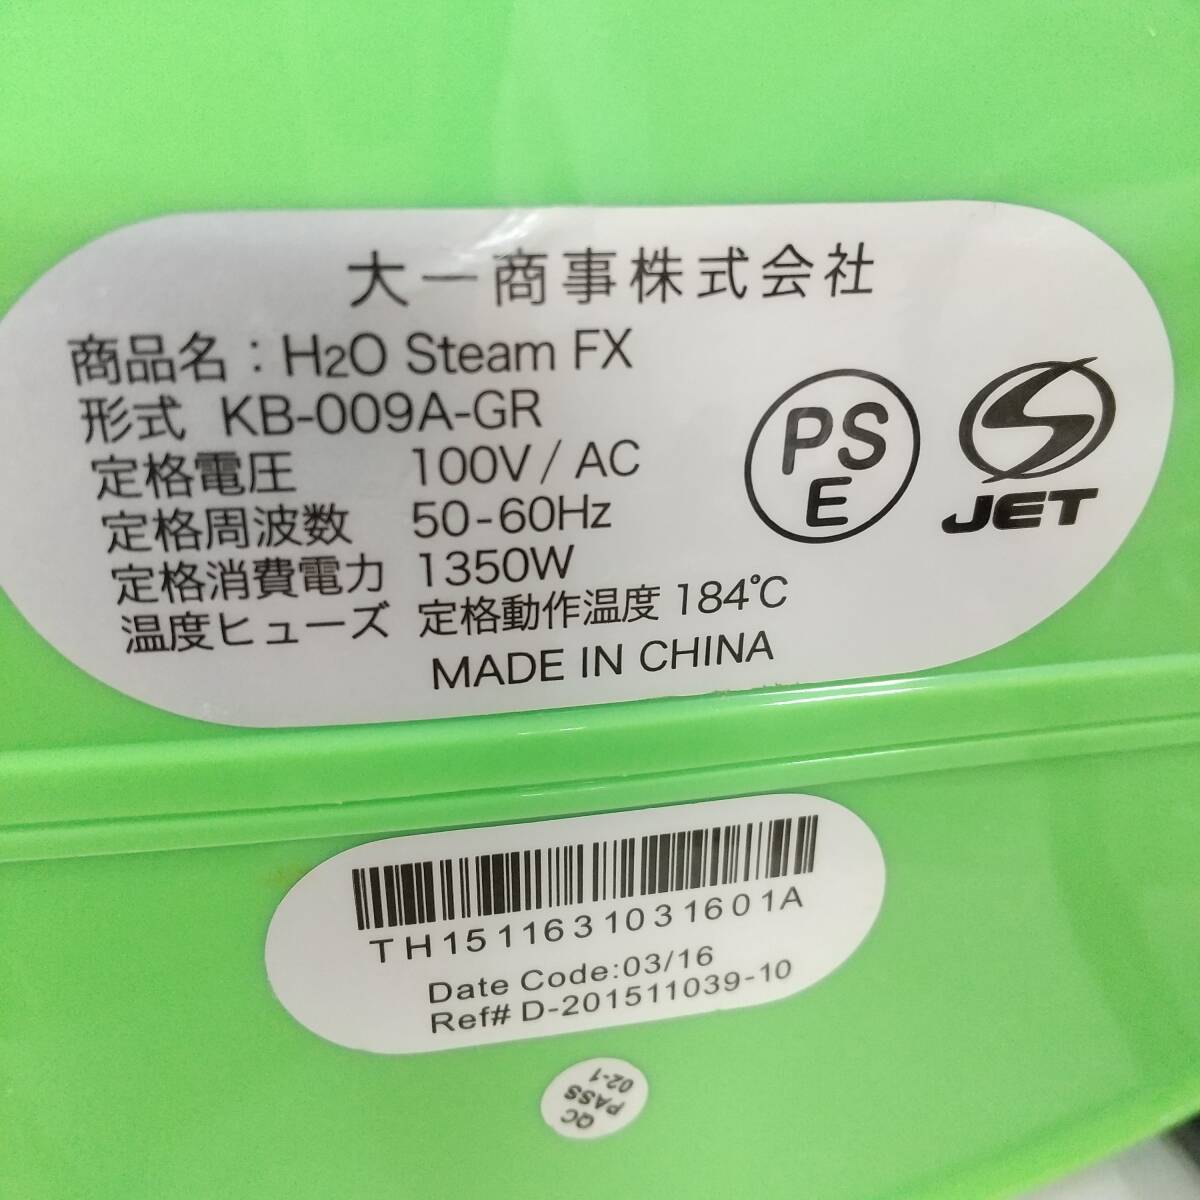 大一商事株式会社
商品名：H2O Steam FX
形式 KB-009A-GR
定格電圧 100V / AC
定格周波数 50-60Hz
定格消費電力 1350W
温度ヒューズ 定格動作温度 184℃
MADE IN CHINA
PS
E
JET
TH1511631031601A
Date Code:03/16
Ref# D-201511039-10
QC
PASS
02-1